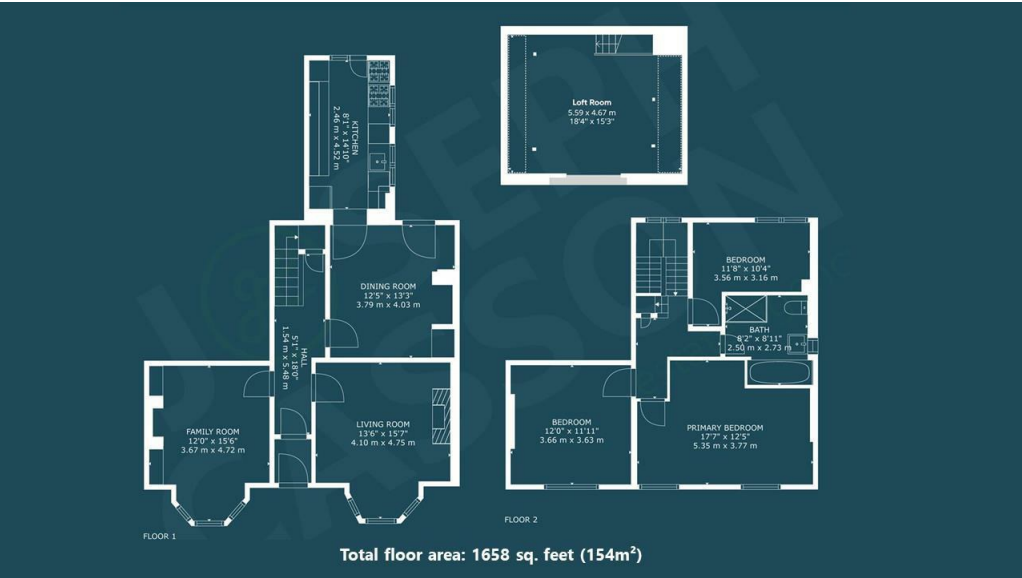 KITCHEN
8'1" x 14'10"
2.46 m x 4.52 m
Loft Room
5.59 x 4.67 m
18'4" x 15'3"
DINING ROOM
12'5" x 13'3"
3.79 m x 4.03 m
HALL
5'1" x 18'0"
1.54 m x 5.48 m
FAMILY ROOM
12'0" x 15'6"
3.67 m x 4.72 m
LIVING ROOM
13'6" x 15'7"
4.10 m x 4.75 m
BEDROOM
11'8" x 10'4"
3.56 m x 3.16 m
BATH
8'2" x 8'11"
2.50 m x 2.73 m
BEDROOM
12'0" x 11'11"
3.66 m x 3.63 m
PRIMARY BEDROOM
17'7" x 12'5"
5.35 m x 3.77 m
FLOOR 1
FLOOR 2
Total floor area: 1658 sq. feet (154m²)
JOSEPH
CASSON